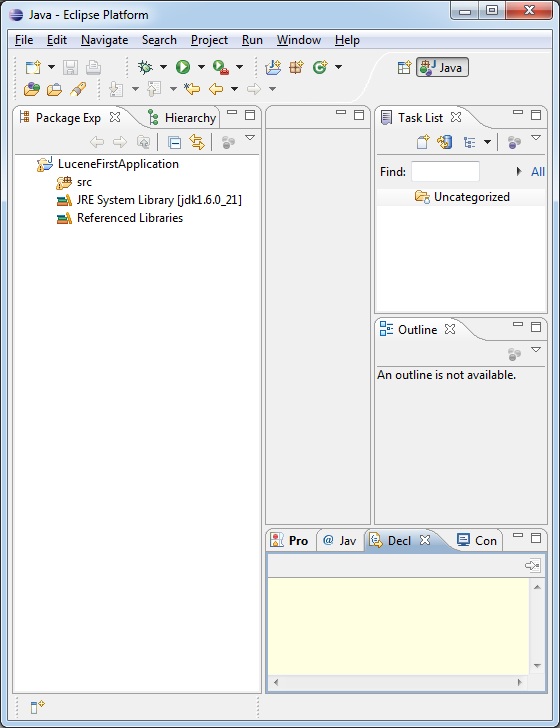 Java - Eclipse Platform
File Edit Navigate Search Project Run Window Help
Java
Package Exp Hierarchy
LuceneFirstApplication
src
JRE System Library [jdk1.6.0_21]
Referenced Libraries
Task List
Find: All
Uncategorized
Outline
An outline is not available.
Pro @ Jav Decl Con